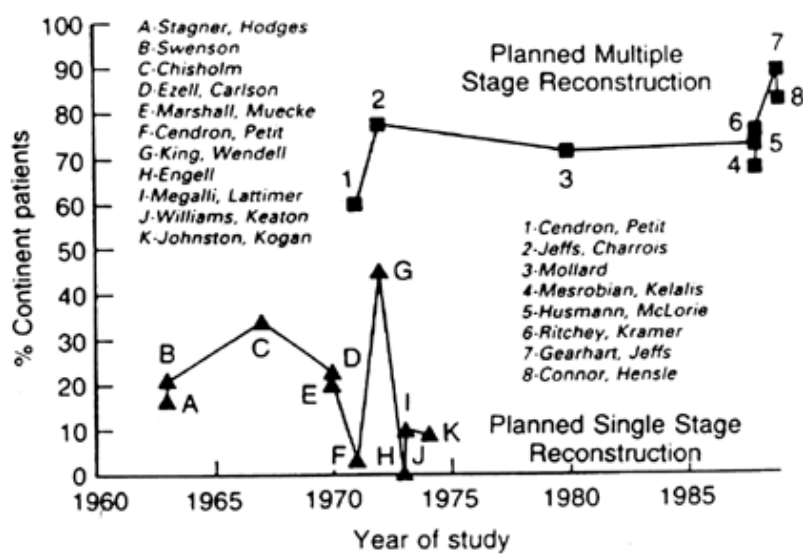 100
90
80
70
60
50
40
30
20
10
0
% Continent patients
A-Stagner, Hodges
B-Swenson
C-Chisholm
D-Ezell, Carlson
E-Marshall, Muecke
F-Cendron, Petit
G-King, Wendell
H-Engell
I-Megalli, Lattimer
J-Williams, Keaton
K-Johnston, Kogan
Planned Multiple
Stage Reconstruction
7
8
6
5
4
2
3
1
1-Cendron, Petit
2-Jeffs, Charrois
3-Mollard
4-Mesrobian, Kelalis
5-Husmann, McLorie
6-Ritchey, Kramer
7-Gearhart, Jeffs
8-Connor, Hensle
G
B
A
C
D
E
F
H
I
J
K
Planned Single Stage
Reconstruction
1960
1965
1970
1975
1980
1985
Year of study